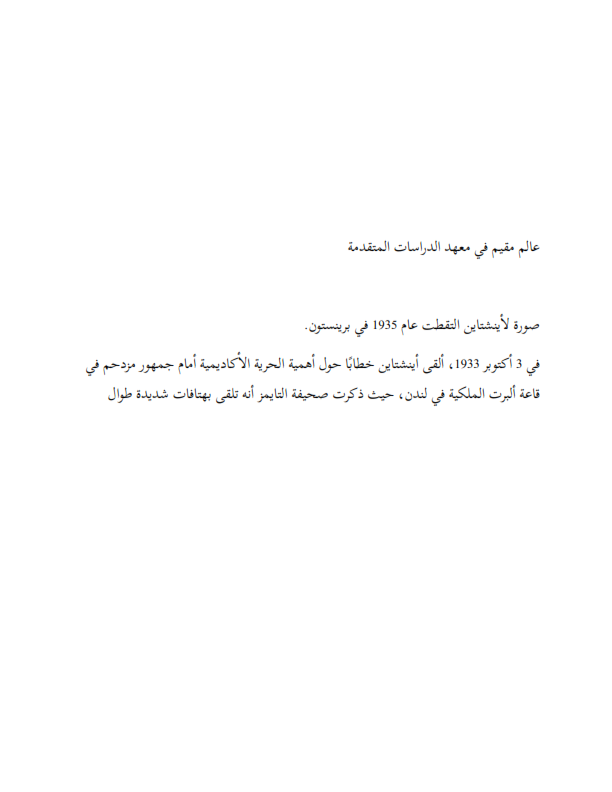 عالم مقيم في معهد الدراسات المتقدمة
صورة لأينشتاين التقطت عام 1935 في برينستون.
في 3 أكتوبر 1933، ألقى أينشتاين خطابًا حول أهمية الحرية الأكاديمية أمام جمهور مزدحم في
قاعة ألبرت الملكية في لندن، حيث ذكرت صحيفة التايمز أنه تلقى بهتافات شديدة طوال